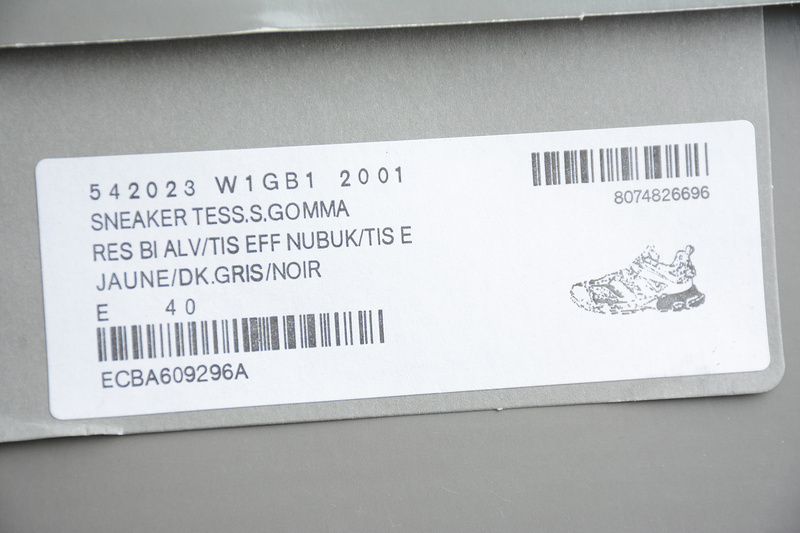 542023 W1GB1 2001
SNEAKER TESS.S.GOMMA
RES BI ALV/TIS EFF NUBUK/TIS E
JAUNE/DK.GRIS/NOIR
E 40
ECBA609296A
8074826696